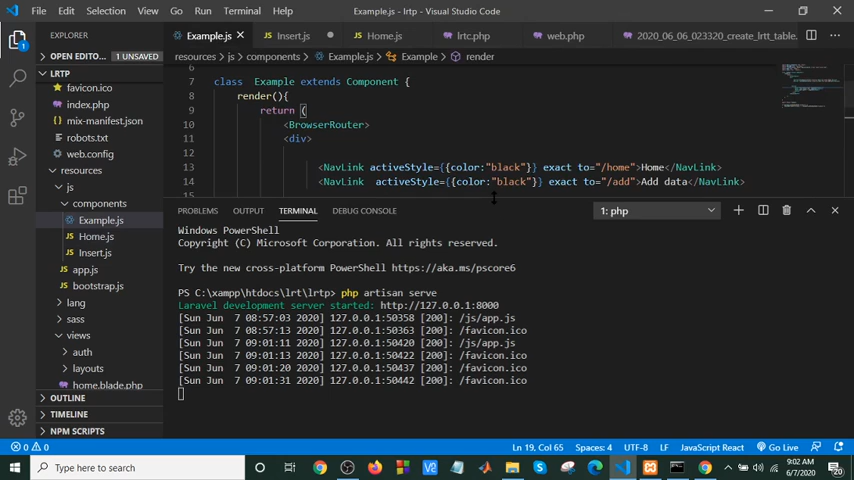 File Edit Selection View Go Run Terminal Help Example.js - lrtp - Visual Studio Code
EXPLORER
Example.js Insert.js Home.js lrtc.php web.php 2020_06_06_023320_create_lrtt_table.
OPEN EDITO... 1 UNSAVED
resources > js > components > Example.js > Example > render
LRTP
favicon.ico
index.php
mix-manifest.json
robots.txt
web.config
resources
js
components
Example.js
Home.js
Insert.js
app.js
bootstrap.js
lang
sass
views
auth
layouts
home.blade.php
OUTLINE
TIMELINE
NPM SCRIPTS
6
7 class Example extends Component {
8 render(){
9 return (
10 <BrowserRouter>
11 <div>
12
13 <NavLink activeStyle={{color:"black"}} exact to="/home">Home</NavLink>
14 <NavLink activeStyle={{color:"black"}} exact to="/add">Add data</NavLink>
15
PROBLEMS OUTPUT TERMINAL DEBUG CONSOLE 1: php
Windows PowerShell
Copyright (C) Microsoft Corporation. All rights reserved.
Try the new cross-platform PowerShell https://aka.ms/pscore6
PS C:\xampp\htdocs\lrt\lrtp> php artisan serve
Laravel development server started: http://127.0.0.1:8000
[Sun Jun 7 08:57:03 2020] 127.0.0.1:50358 [200]: /js/app.js
[Sun Jun 7 08:57:13 2020] 127.0.0.1:50363 [200]: /favicon.ico
[Sun Jun 7 09:01:11 2020] 127.0.0.1:50420 [200]: /js/app.js
[Sun Jun 7 09:01:13 2020] 127.0.0.1:50422 [200]: /favicon.ico
[Sun Jun 7 09:01:20 2020] 127.0.0.1:50437 [200]: /favicon.ico
[Sun Jun 7 09:01:31 2020] 127.0.0.1:50442 [200]: /favicon.ico
0 0 Ln 19, Col 65 Spaces: 4 UTF-8 LF JavaScript React Go Live
Type here to search
9:02 AM
6/7/2020
20